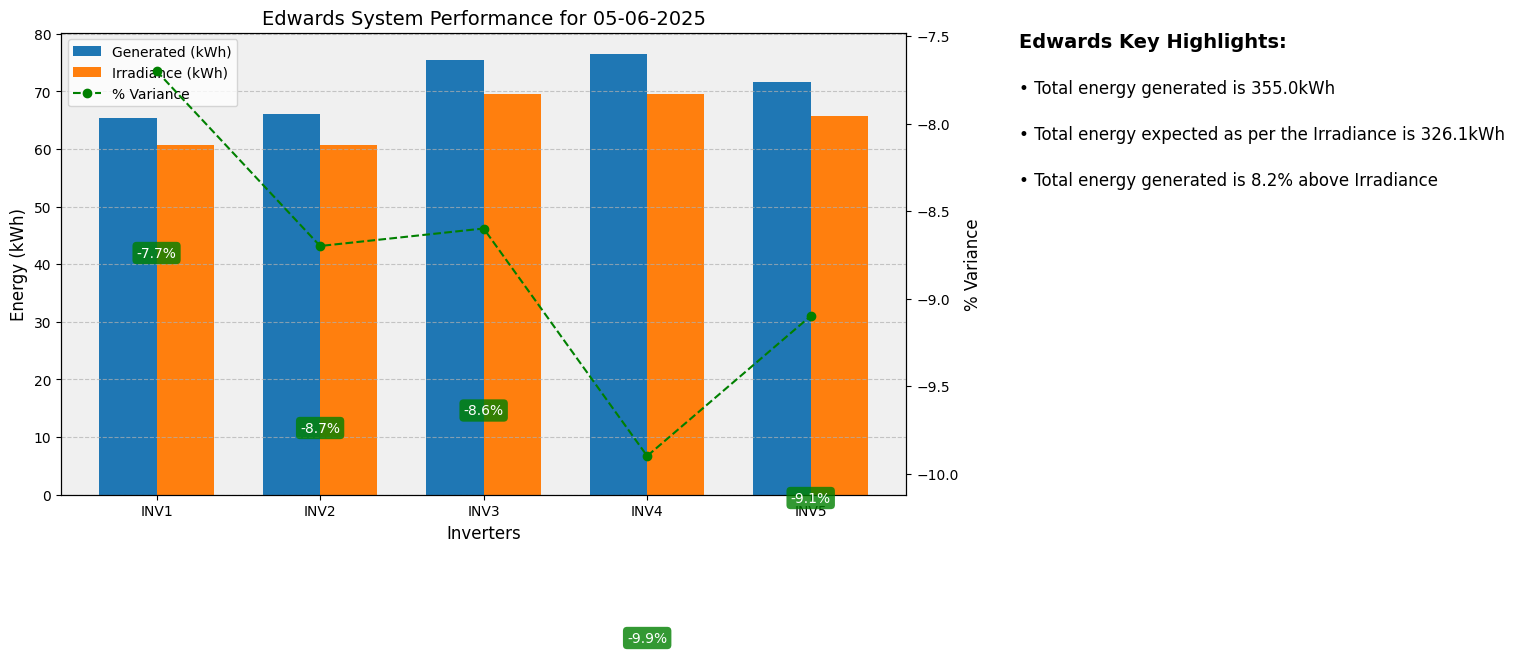 Edwards System Performance for 05-06-2025
Generated (kWh)
Irradiance (kWh)
% Variance
80
70
60
50
40
30
20
10
0
Energy (kWh)
-7.7%
-8.7%
-8.6%
-9.9%
-9.1%
INV1
INV2
INV3
INV4
INV5
Inverters
−7.5
−8.0
−8.5
−9.0
−9.5
−10.0
% Variance
Edwards Key Highlights:
• Total energy generated is 355.0kWh
• Total energy expected as per the Irradiance is 326.1kWh
• Total energy generated is 8.2% above Irradiance